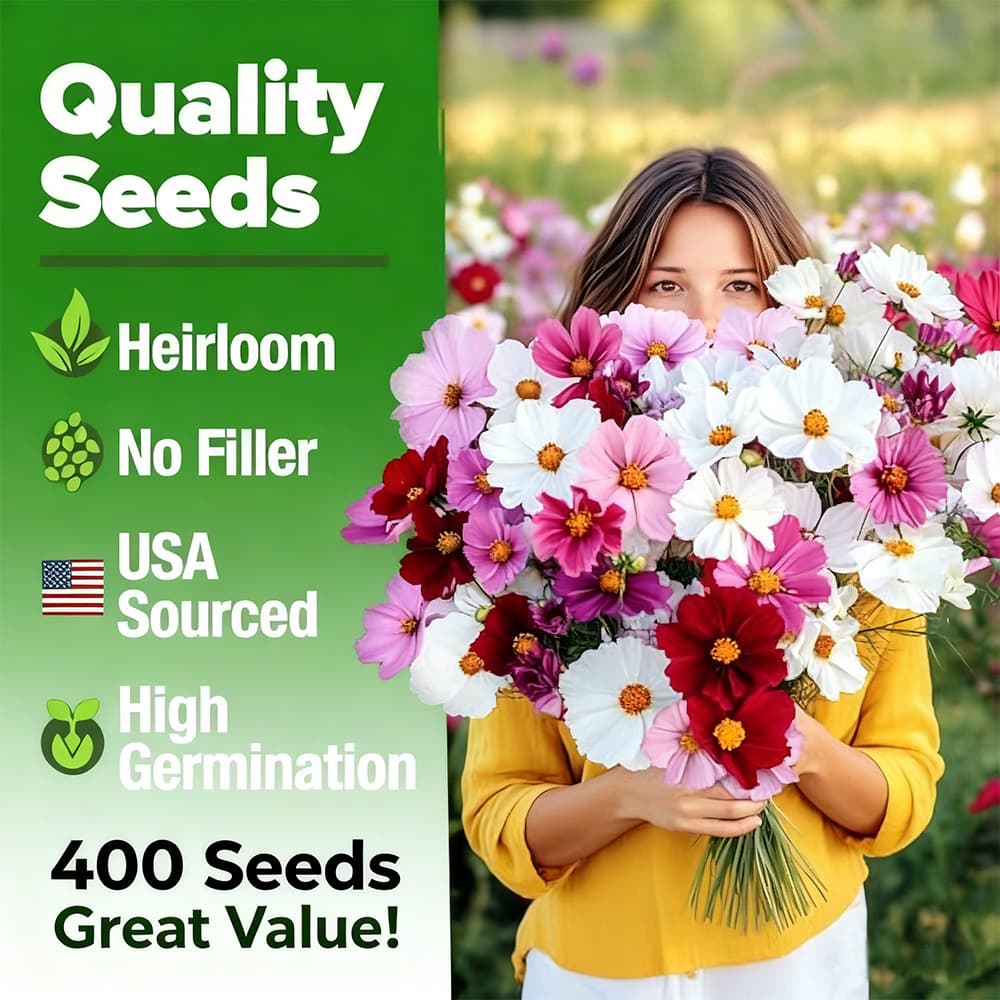 Quality
Seeds
Heirloom
No Filler
USA
Sourced
High
Germination
400 Seeds
Great Value!